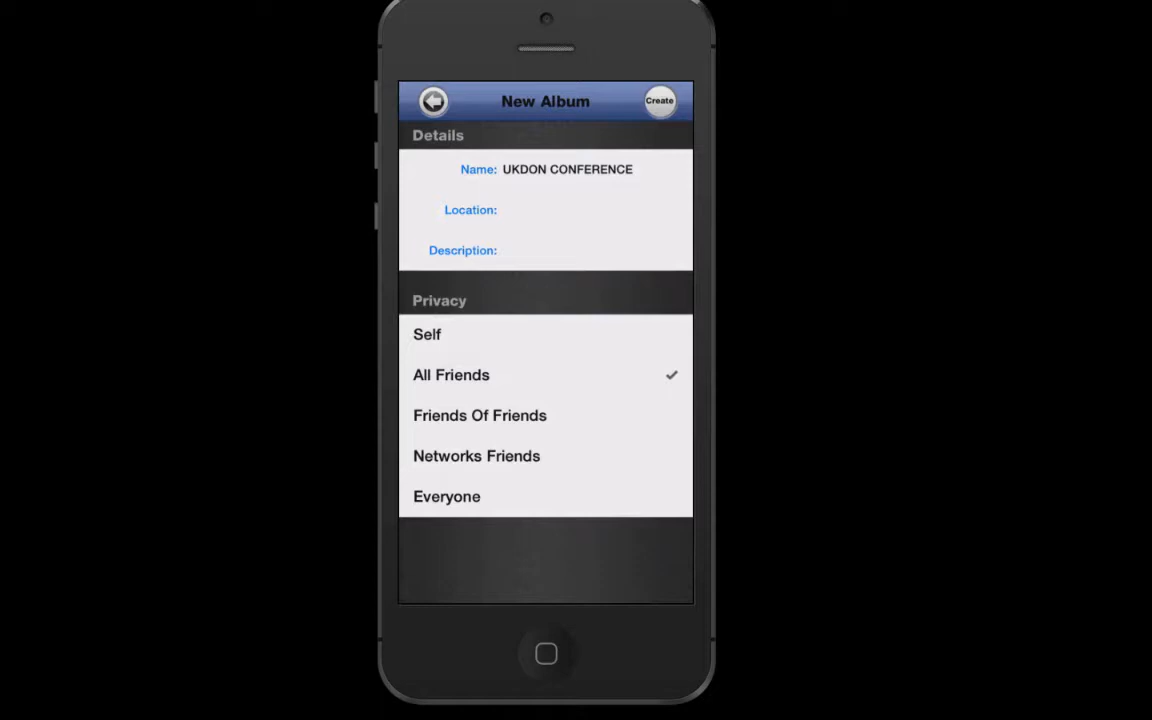 New Album
Create
Details
Name: UKDON CONFERENCE
Location:
Description:
Privacy
Self
All Friends
Friends Of Friends
Networks Friends
Everyone